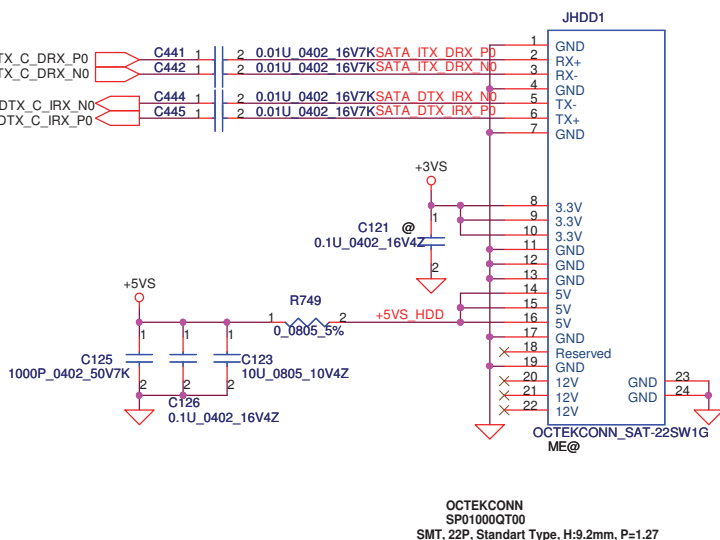 JHDD1
TX_C_DRX_P0 C441 1 2 0.01U_0402_16V7K SATA_ITX_DRX_P0 1 GND
TX_C_DRX_N0 C442 1 2 0.01U_0402_16V7K SATA_ITX_DRX_N0 2 RX+
3 RX-
DTX_C_IRX_N0 C444 1 2 0.01U_0402_16V7K SATA_DTX_IRX_N0 4 GND
DTX_C_IRX_P0 C445 1 2 0.01U_0402_16V7K SATA_DTX_IRX_P0 5 TX-
6 TX+
7 GND
+3VS
8 3.3V
1 9 3.3V
C121 @ 10 3.3V
0.1U_0402_16V4Z 11 GND
2 12 GND
13 GND
+5VS 14 5V
R749 15 5V
1 2 +5VS_HDD 16 5V
0_0805_5%
1 1 1 17 GND
18 Reserved
C125 C123 19 GND
1000P_0402_50V7K 10U_0805_10V4Z
2 2 2 20 12V GND 23
C126 21 12V GND 24
0.1U_0402_16V4Z 22 12V
OCTEKCONN_SAT-22SW1G
ME@
OCTEKCONN
SP01000QT00
SMT, 22P, Standart Type, H:9.2mm, P=1.27